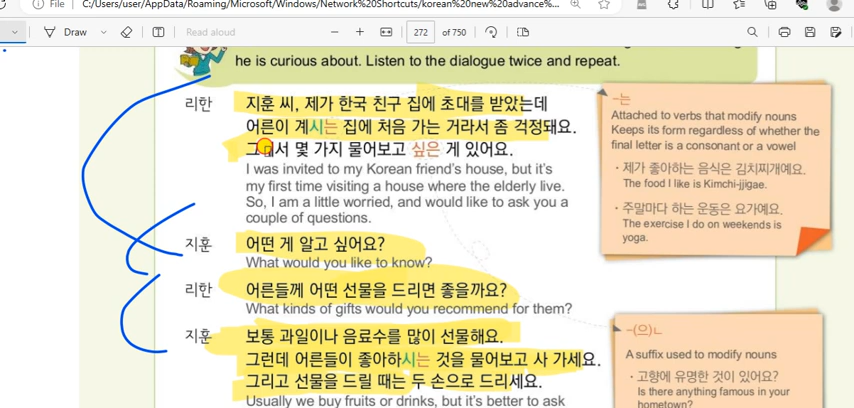 File
C:/Users/user/AppData/Roaming/Microsoft/Windows/Network%20Shortcuts/korean%20new%20advance%...
Draw
Read aloud
272 of 750
he is curious about. Listen to the dialogue twice and repeat.
리한 지훈 씨, 제가 한국 친구 집에 초대를 받았는데
어른이 계시는 집에 처음 가는 거라서 좀 걱정돼요.
그래서 몇 가지 물어보고 싶은 게 있어요.
I was invited to my Korean friend's house, but it's
my first time visiting a house where the elderly live.
So, I am a little worried, and would like to ask you a
couple of questions.
지훈 어떤 게 알고 싶어요?
What would you like to know?
리한 어른들께 어떤 선물을 드리면 좋을까요?
What kinds of gifts would you recommend for them?
지훈 보통 과일이나 음료수를 많이 선물해요.
그런데 어른들이 좋아하시는 것을 물어보고 사 가세요.
그리고 선물을 드릴 때는 두 손으로 드리세요.
Usually we buy fruits or drinks, but it's better to ask
-는
Attached to verbs that modify nouns
Keeps its form regardless of whether the
final letter is a consonant or a vowel
· 제가 좋아하는 음식은 김치찌개예요.
The food I like is Kimchi-jjigae.
· 주말마다 하는 운동은 요가예요.
The exercise I do on weekends is
yoga.
-(으)ㄴ
A suffix used to modify nouns
· 고향에 유명한 것이 있어요?
Is there anything famous in your
hometown?